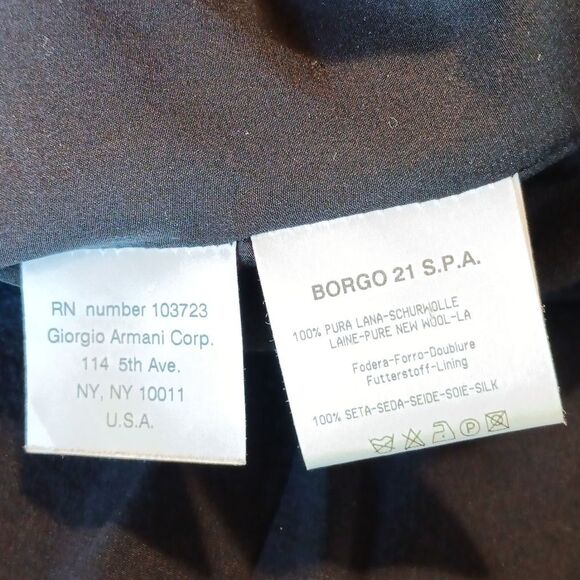 RN number 103723
Giorgio Armani Corp.
114 5th Ave.
NY, NY 10011
U.S.A.
BORGO 21 S.P.A.
100% PURA LANA-SCHURWOLLE
LAINE-PURE NEW WOOL-LA
Fodera-Forro-Doublure
Futterstoff-Lining
100% SETA-SEDA-SEIDE-SOIE-SILK
P